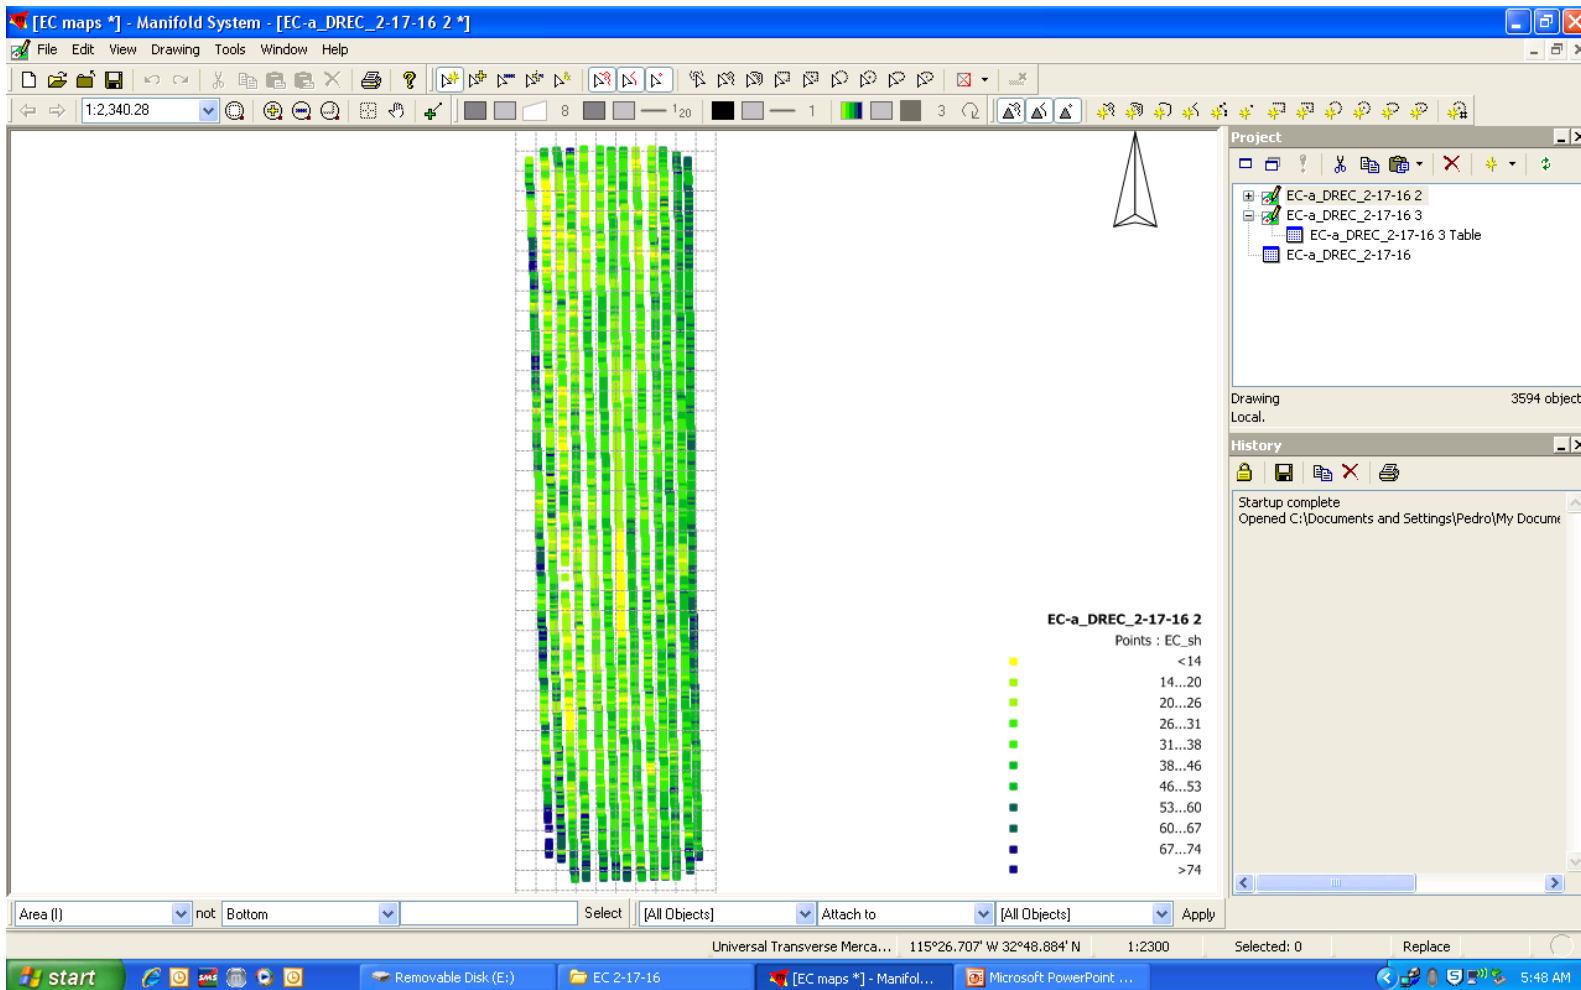 [EC maps *] - Manifold System - [EC-a_DREC_2-17-16 2 *]
File Edit View Drawing Tools Window Help
1:2,340.28 8 120 1 3
Project
EC-a_DREC_2-17-16 2
EC-a_DREC_2-17-16 3
EC-a_DREC_2-17-16 3 Table
EC-a_DREC_2-17-16
Drawing 3594 object
Local.
History
Startup complete
Opened C:\Documents and Settings\Pedro\My Docume
EC-a_DREC_2-17-16 2
Points : EC_sh
<14
14...20
20...26
26...31
31...38
38...46
46...53
53...60
60...67
67...74
>74
Area (I) not Bottom Select [All Objects] Attach to [All Objects] Apply
Universal Transverse Merca... 115°26.707' W 32°48.884' N 1:2300 Selected: 0 Replace
start SMS Removable Disk (E:) EC 2-17-16 [EC maps *] - Manifol... Microsoft PowerPoint ... 5:48 AM